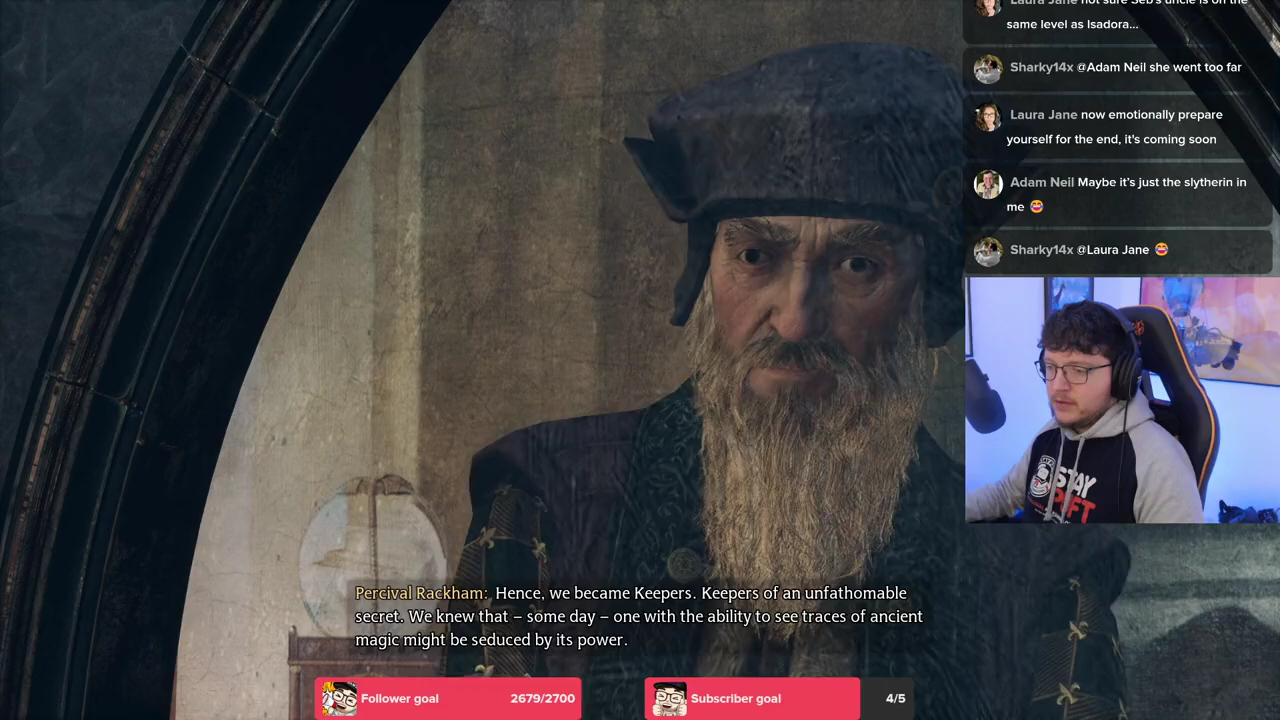 Laura Jane not sure Seb's uncle is on the
same level as Isadora...
Sharky14x @Adam Neil she went too far
Laura Jane now emotionally prepare
yourself for the end, it's coming soon
Adam Neil Maybe it's just the slytherin in
me 😂
Sharky14x @Laura Jane 😂
STAY
Percival Rackham: Hence, we became Keepers. Keepers of an unfathomable
secret. We knew that – some day – one with the ability to see traces of ancient
magic might be seduced by its power.
Follower goal 2679/2700
Subscriber goal 4/5